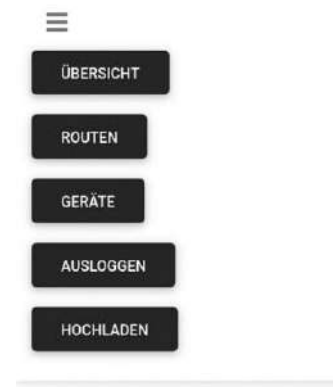 ÜBERSICHT
ROUTEN
GERÄTE
AUSLOGGEN
HOCHLADEN